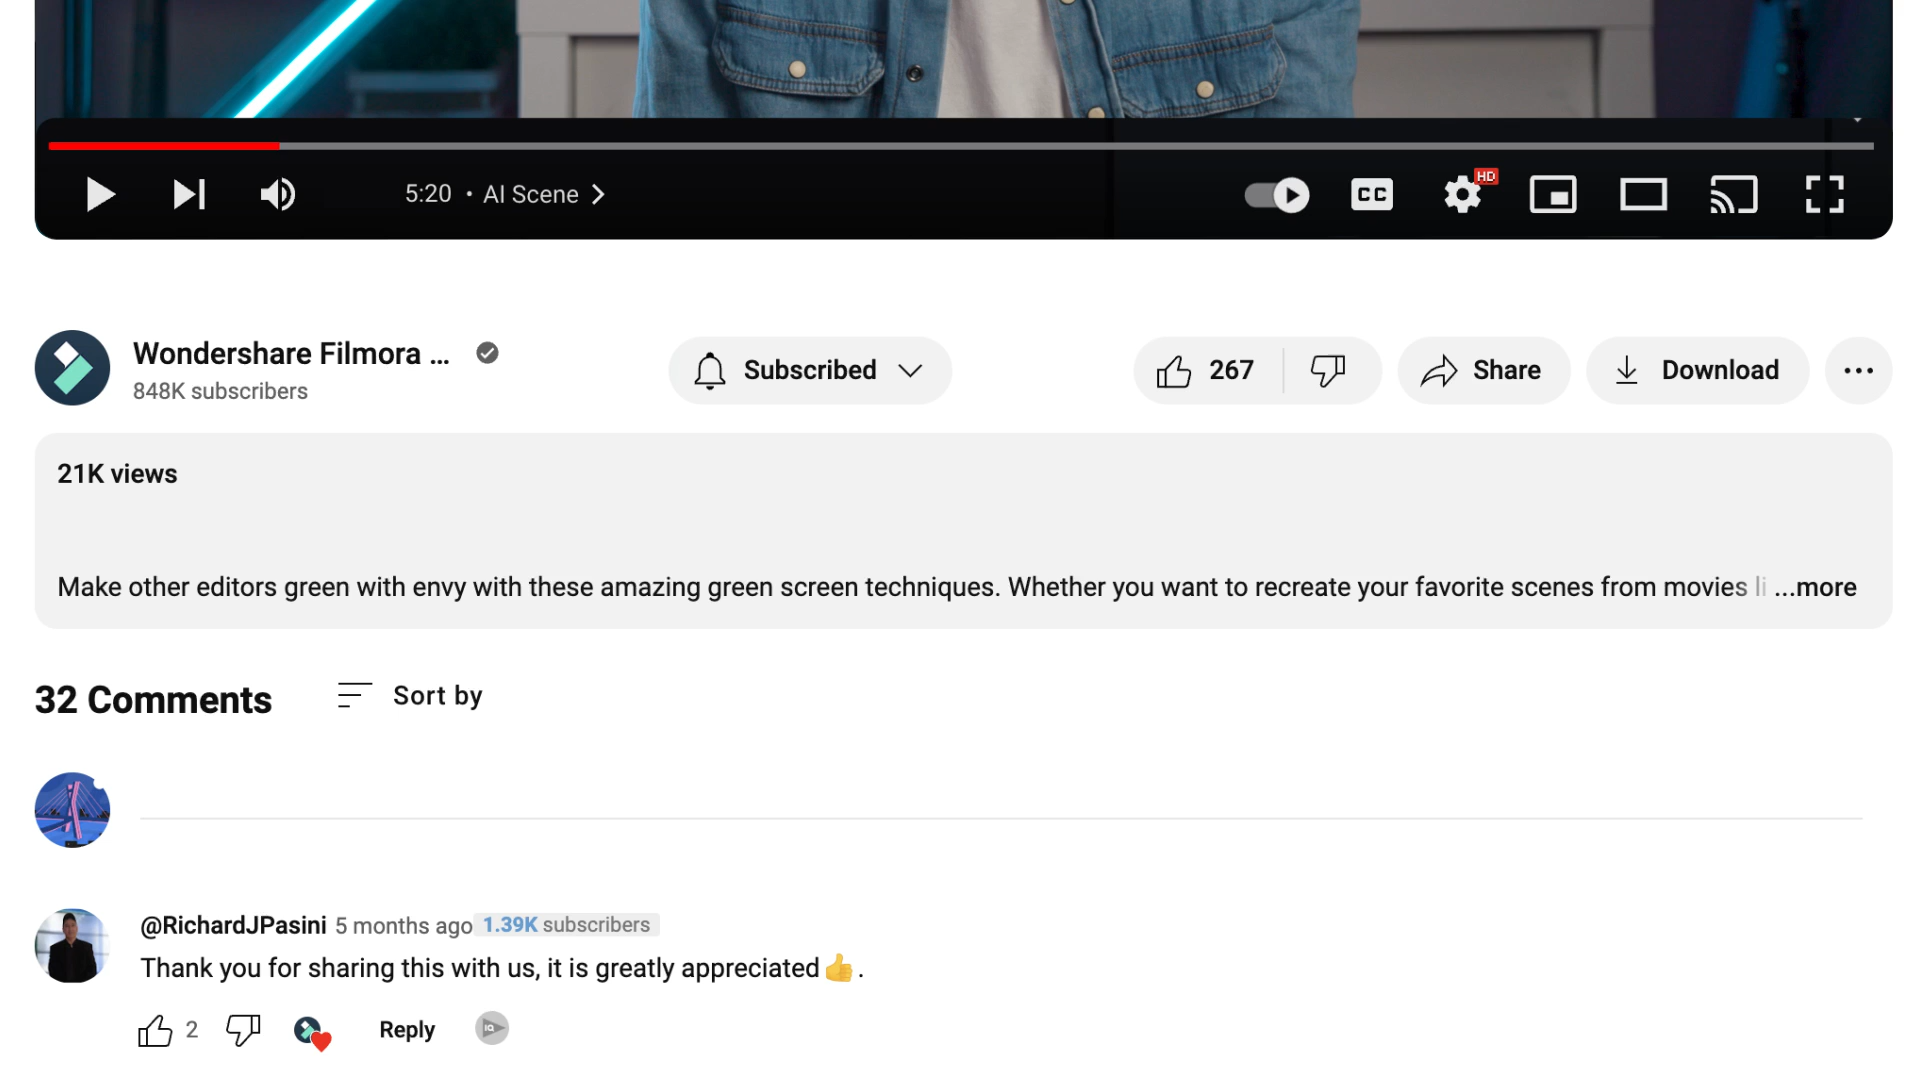 5:20 • AI Scene
CC
HD
Wondershare Filmora ...
848K subscribers
Subscribed
267
Share
Download
21K views
Make other editors green with envy with these amazing green screen techniques. Whether you want to recreate your favorite scenes from movies li ...more
32 Comments
Sort by
@RichardJPasini 5 months ago 1.39K subscribers
Thank you for sharing this with us, it is greatly appreciated👍.
2
Reply
IQ